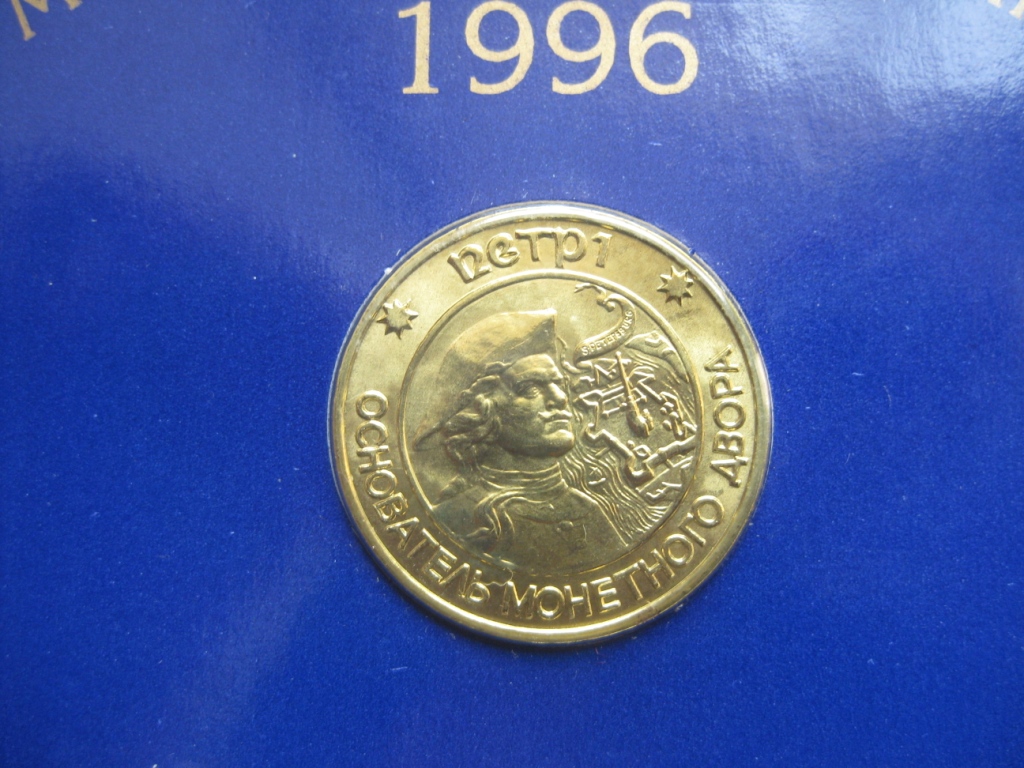 1996
ПЕТР I
ОСНОВАТЕЛЬ МОНЕТНОГО ДВОРА